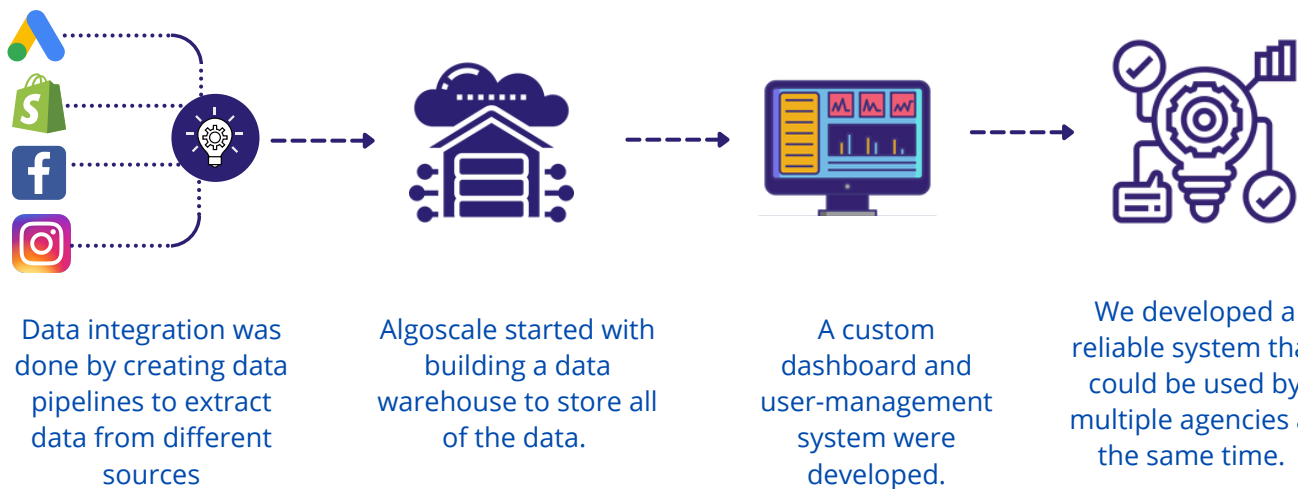 Data integration was
done by creating data
pipelines to extract
data from different
sources
Algoscale started with
building a data
warehouse to store all
of the data.
A custom
dashboard and
user-management
system were
developed.
We developed a
reliable system tha
could be used by
multiple agencies a
the same time.